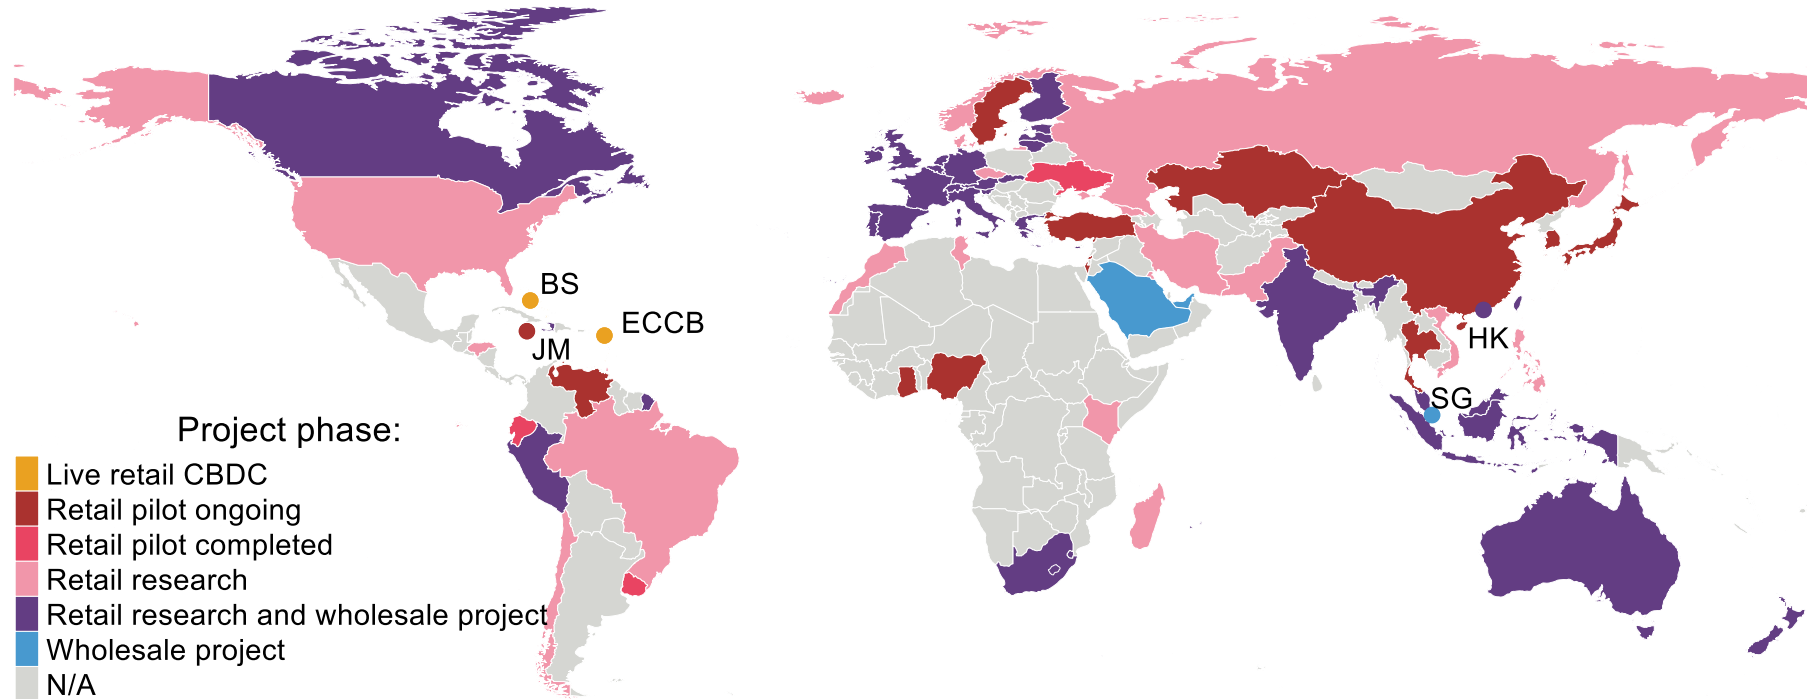 BS
ECCB
JM
HK
SG
Project phase:
Live retail CBDC
Retail pilot ongoing
Retail pilot completed
Retail research
Retail research and wholesale project
Wholesale project
N/A